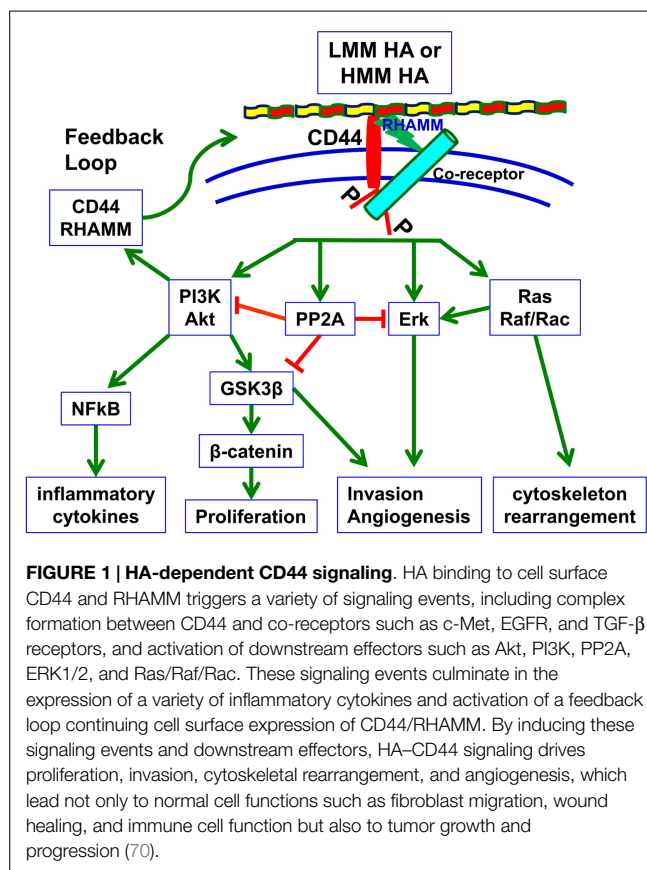 LMM HA or
HMM HA
RHAMM
CD44
Feedback
Loop
Co-receptor
CD44
RHAMM
P
P
PI3K
Akt
PP2A
Erk
Ras
Raf/Rac
GSK3β
NFkB
β-catenin
inflammatory
cytokines
Proliferation
Invasion
Angiogenesis
cytoskeleton
rearrangement
FIGURE 1 | HA-dependent CD44 signaling. HA binding to cell surface
CD44 and RHAMM triggers a variety of signaling events, including complex
formation between CD44 and co-receptors such as c-Met, EGFR, and TGF-β
receptors, and activation of downstream effectors such as Akt, PI3K, PP2A,
ERK1/2, and Ras/Raf/Rac. These signaling events culminate in the
expression of a variety of inflammatory cytokines and activation of a feedback
loop continuing cell surface expression of CD44/RHAMM. By inducing these
signaling events and downstream effectors, HA–CD44 signaling drives
proliferation, invasion, cytoskeletal rearrangement, and angiogenesis, which
lead not only to normal cell functions such as fibroblast migration, wound
healing, and immune cell function but also to tumor growth and
progression (70).